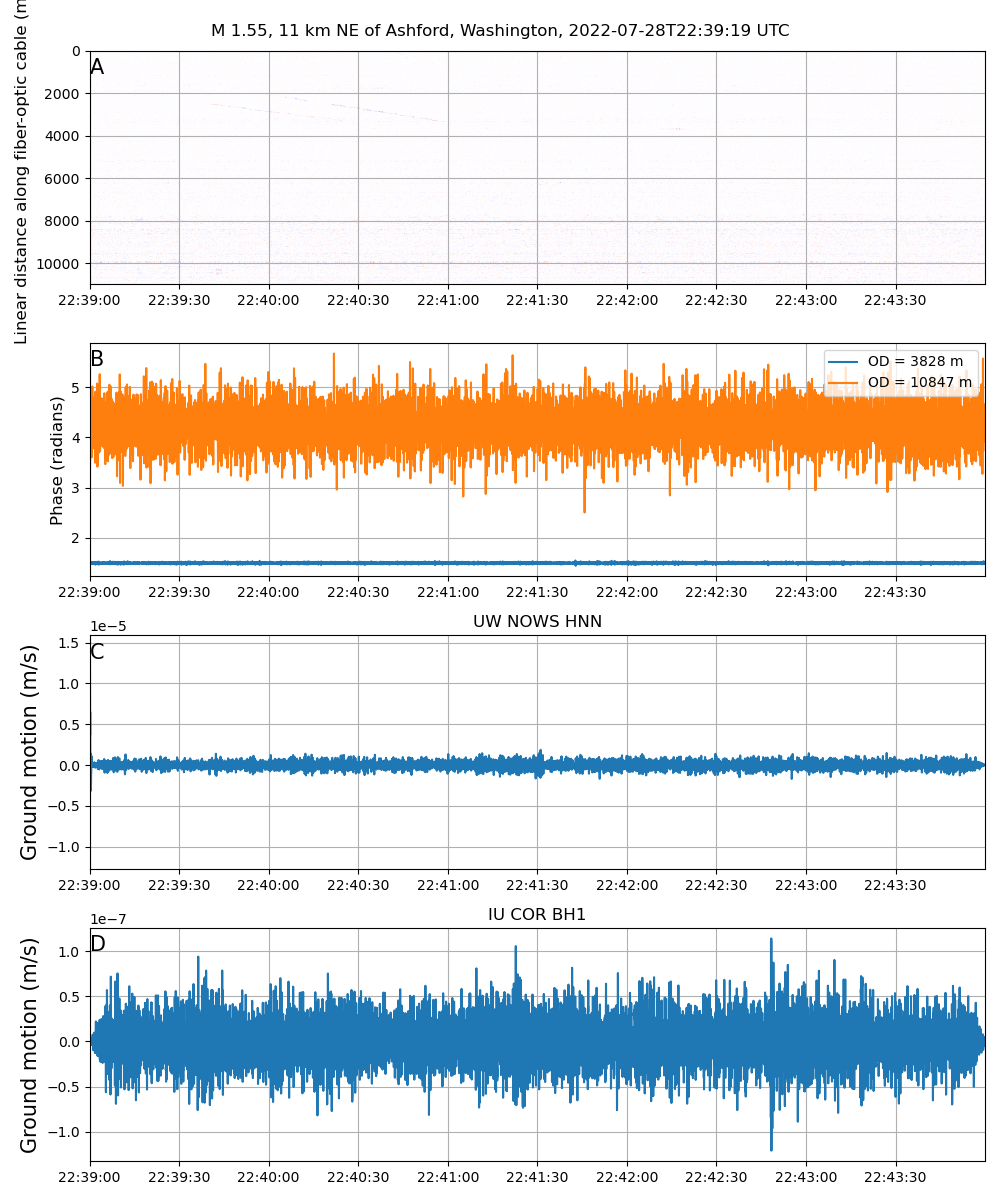 M 1.55, 11 km NE of Ashford, Washington, 2022-07-28T22:39:19 UTC
Linear distance along fiber-optic cable (m
A
0
2000
4000
6000
8000
10000
22:39:00 22:39:30 22:40:00 22:40:30 22:41:00 22:41:30 22:42:00 22:42:30 22:43:00 22:43:30
Phase (radians)
B
OD = 3828 m
OD = 10847 m
5
4
3
2
22:39:00 22:39:30 22:40:00 22:40:30 22:41:00 22:41:30 22:42:00 22:42:30 22:43:00 22:43:30
UW NOWS HNN
1e−5
Ground motion (m/s)
C
1.5
1.0
0.5
0.0
−0.5
−1.0
22:39:00 22:39:30 22:40:00 22:40:30 22:41:00 22:41:30 22:42:00 22:42:30 22:43:00 22:43:30
IU COR BH1
1e−7
Ground motion (m/s)
D
1.0
0.5
0.0
−0.5
−1.0
22:39:00 22:39:30 22:40:00 22:40:30 22:41:00 22:41:30 22:42:00 22:42:30 22:43:00 22:43:30